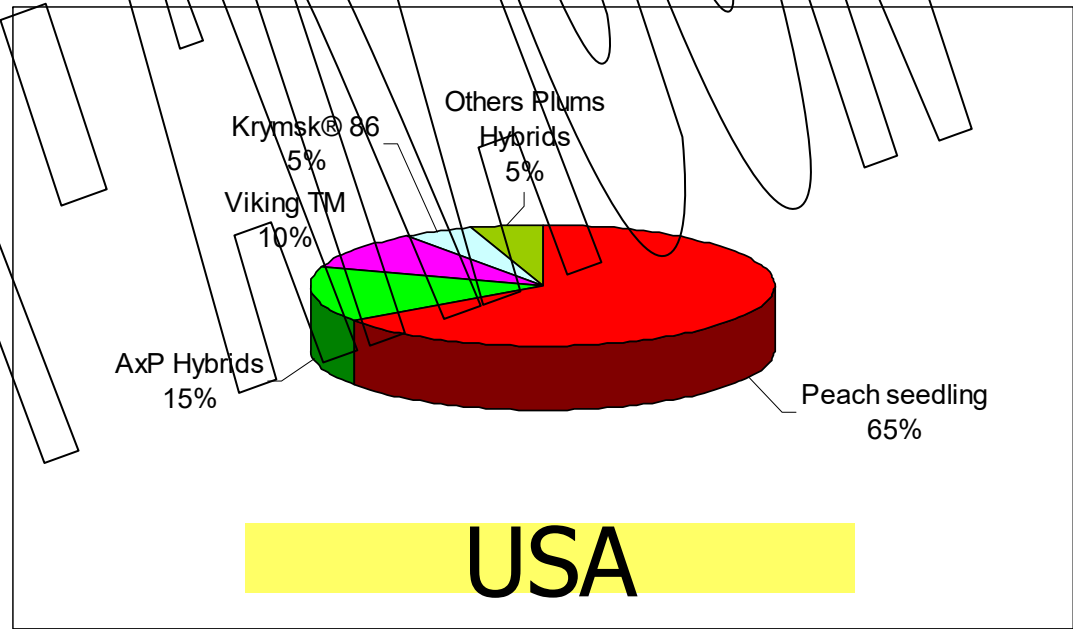 Others Plums
Hybrids
5%
Krymsk® 86
5%
Viking TM
10%
AxP Hybrids
15%
Peach seedling
65%
USA